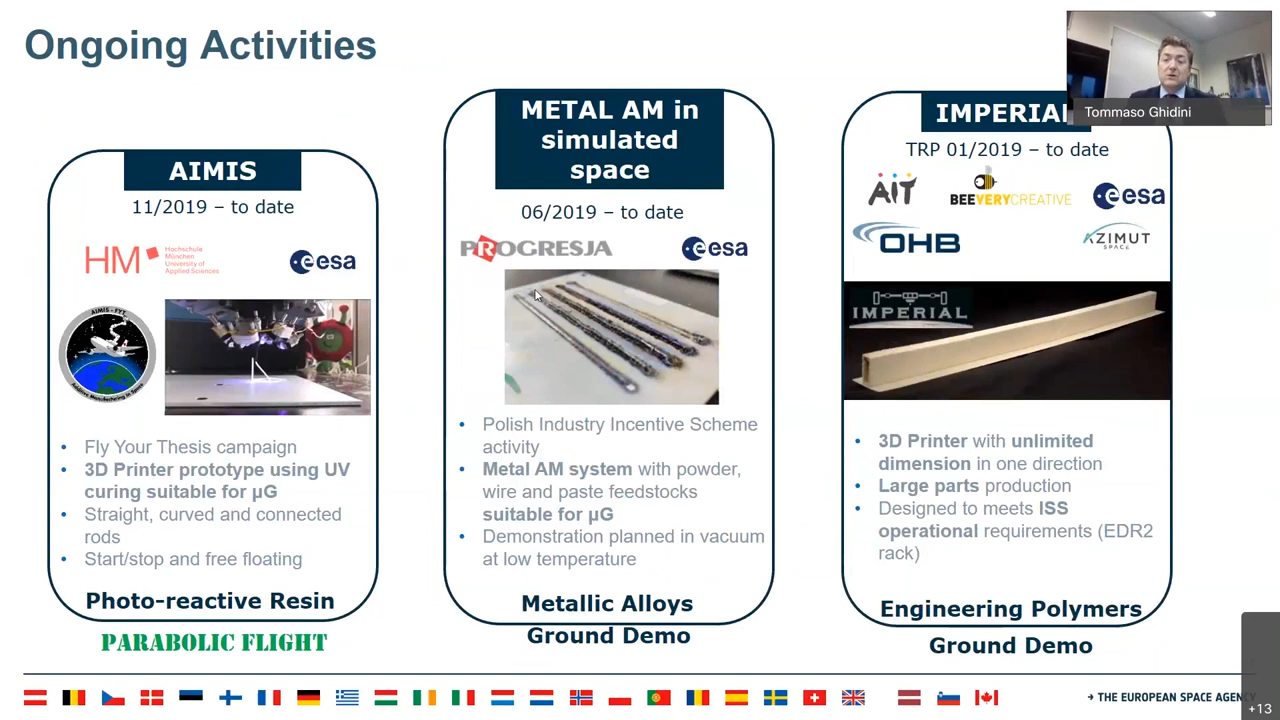 Ongoing Activities
Tommaso Ghidini
AIMIS
11/2019 – to date
HM
Hochschule
München
University of
Applied Sciences
esa
AIMIS - FYT
Additive Manufacturing in Space
• Fly Your Thesis campaign
• 3D Printer prototype using UV
curing suitable for µG
• Straight, curved and connected
rods
• Start/stop and free floating
Photo-reactive Resin
PARABOLIC FLIGHT
METAL AM in
simulated
space
06/2019 – to date
PROGRESJA
esa
• Polish Industry Incentive Scheme
activity
• Metal AM system with powder,
wire and paste feedstocks
suitable for µG
• Demonstration planned in vacuum
at low temperature
Metallic Alloys
Ground Demo
IMPERIAL
TRP 01/2019 – to date
AIT
BEEVERYCREATIVE
esa
OHB
AZIMUT
SPACE
IMPERIAL
• 3D Printer with unlimited
dimension in one direction
• Large parts production
• Designed to meets ISS
operational requirements (EDR2
rack)
Engineering Polymers
Ground Demo
→ THE EUROPEAN SPACE AGENCY
+13